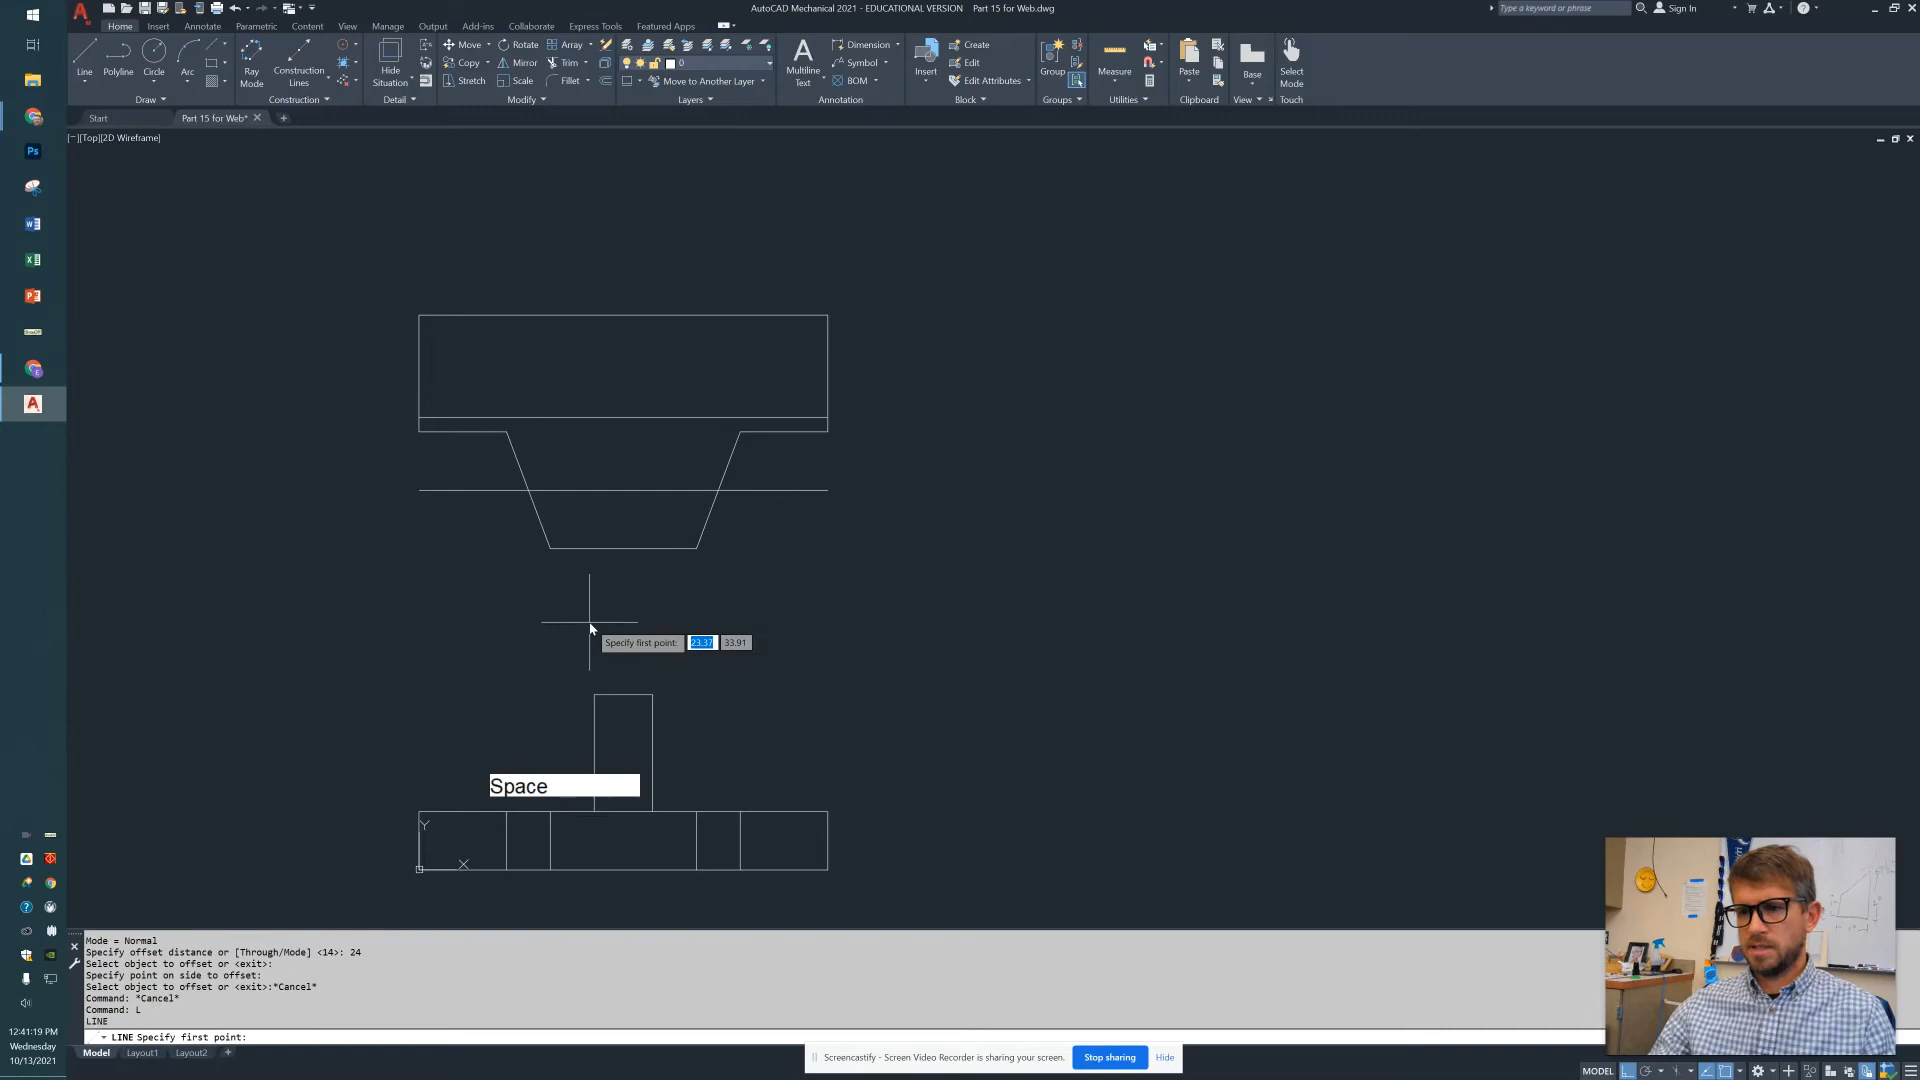 AutoCAD Mechanical 2021 - EDUCATIONAL VERSION Part 15 for Web.dwg
Type a keyword or phrase
Sign In
Home Annotate Parametric Content View Manage Output Add-ins Collaborate Express Tools Featured Apps
Line Polyline Circle Arc
Ray Mode
Construction Lines
Hide Situation
Move Rotate Array
Copy Mirror Trim
Stretch Scale Fillet
0
Move to Another Layer
Multiline Text
Dimension
Symbol
BOM
Insert
Create
Edit
Edit Attributes
Group
Measure
Paste
Base
Select Mode
Draw Construction Detail Modify Layers Annotation Block Groups Utilities Clipboard View Touch
Start Part 15 for Web*
[−][Top][2D Wireframe]
Ps
Specify first point: 23.37 33.91
Space
Y
X
Mode = Normal
Specify offset distance or [Through/Mode] <14>: 24
Select object to offset or <exit>:
Specify point on side to offset:
Select object to offset or <exit>:*Cancel*
Command: *Cancel*
Command: L
LINE
LINE Specify first point:
12:41:19 PM
Wednesday
10/13/2021
Model Layout1 Layout2
Screencastify - Screen Video Recorder is sharing your screen. Stop sharing Hide
MODEL